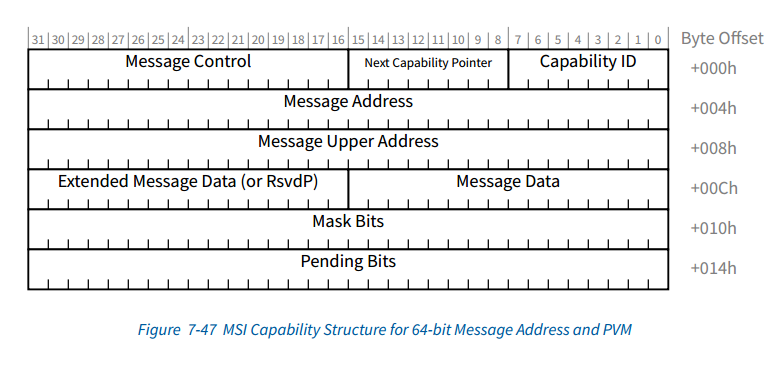 31 30 29 28 27 26 25 24 23 22 21 20 19 18 17 16 15 14 13 12 11 10 9 8 7 6 5 4 3 2 1 0 Byte Offset
Message Control Next Capability Pointer Capability ID +000h
Message Address +004h
Message Upper Address +008h
Extended Message Data (or RsvdP) Message Data +00Ch
Mask Bits +010h
Pending Bits +014h
Figure 7-47 MSI Capability Structure for 64-bit Message Address and PVM